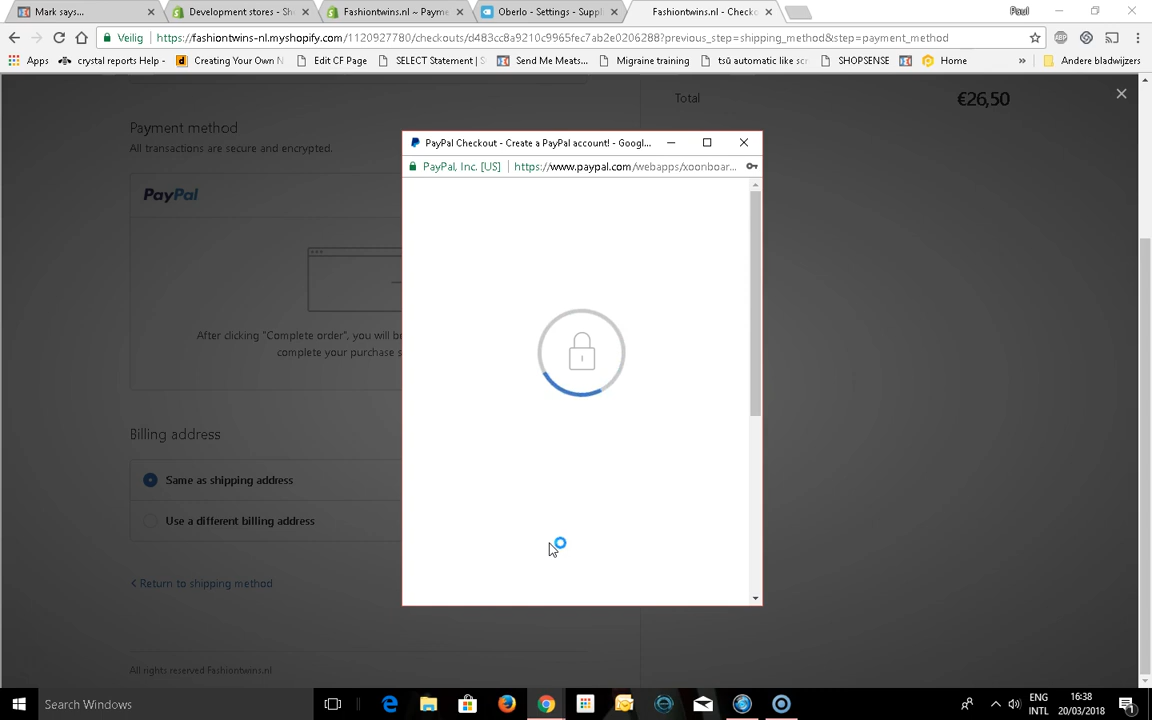 Mark says...
Development stores - Sh
Fashiontwins.nl ~ Payme
Oberlo - Settings - Suppli
Fashiontwins.nl - Checko
Paul
Veilig
https://fashiontwins-nl.myshopify.com/1120927780/checkouts/d483cc8a9210c9965fec7ab2e0206288?previous_step=shipping_method&step=payment_method
Apps
crystal reports Help -
Creating Your Own N
Edit CF Page
SELECT Statement | S
Send Me Meats...
Migraine training
tsū automatic like scr
SHOPSENSE
Home
»
Andere bladwijzers
Total
€26,50
Payment method
All transactions are secure and encrypted.
PayPal
After clicking "Complete order", you will be
complete your purchase s
PayPal Checkout - Create a PayPal account! - Googl...
PayPal, Inc. [US]
https://www.paypal.com/webapps/xoonboar...
Billing address
Same as shipping address
Use a different billing address
Return to shipping method
All rights reserved Fashiontwins.nl
Search Windows
ENG
INTL
16:38
20/03/2018
1